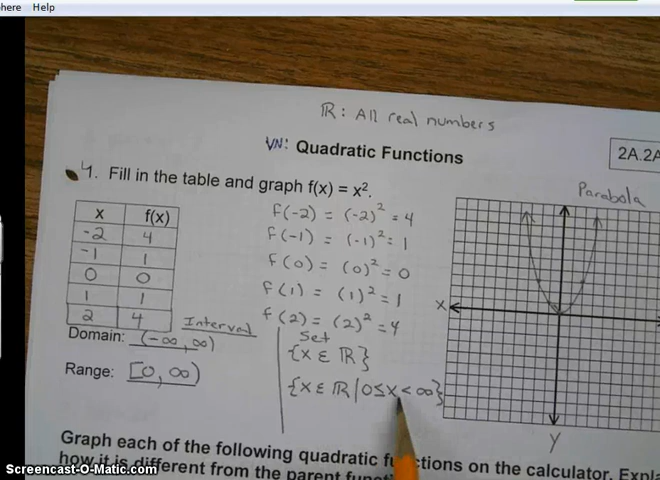 here Help
Screencast-O-Matic.com
ℝ: All real numbers
VN: Quadratic Functions
2A.2A
4. Fill in the table and graph f(x) = x².
Parabola
x f(x)
-2 4
-1 1
0 0
1 1
2 4
f(-2) = (-2)² = 4
f(-1) = (-1)² = 1
f(0) = (0)² = 0
f(1) = (1)² = 1
f(2) = (2)² = 4
X
Y
Interval
Set
Domain: (-∞, ∞)
{x ε ℝ}
Range: [0, ∞)
{x ε ℝ | 0 ≤ x < ∞}
Graph each of the following quadratic functions on the calculator. Expla
how it is different from the parent funct